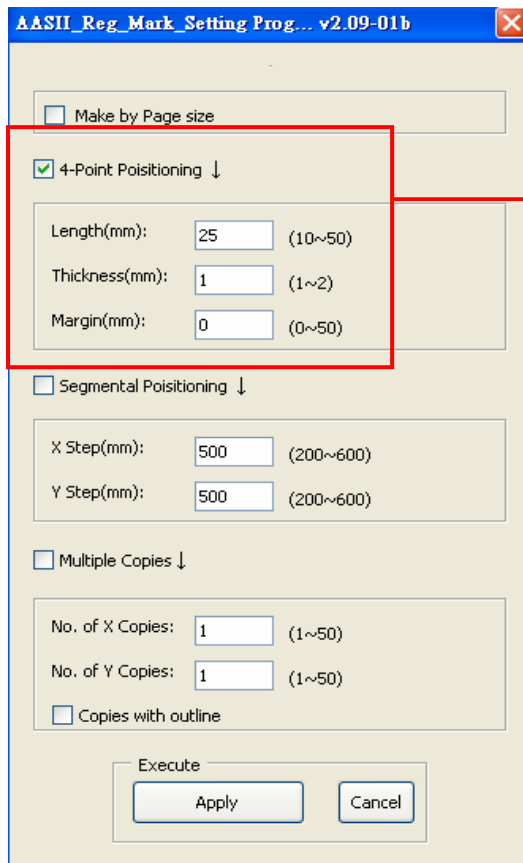 AASII_Reg_Mark_Setting Prog... v2.09-01b
Make by Page size
4-Point Poisitioning ↓
Length(mm): 25 (10~50)
Thickness(mm): 1 (1~2)
Margin(mm): 0 (0~50)
Segmental Poisitioning ↓
X Step(mm): 500 (200~600)
Y Step(mm): 500 (200~600)
Multiple Copies ↓
No. of X Copies: 1 (1~50)
No. of Y Copies: 1 (1~50)
Copies with outline
Execute
Apply Cancel